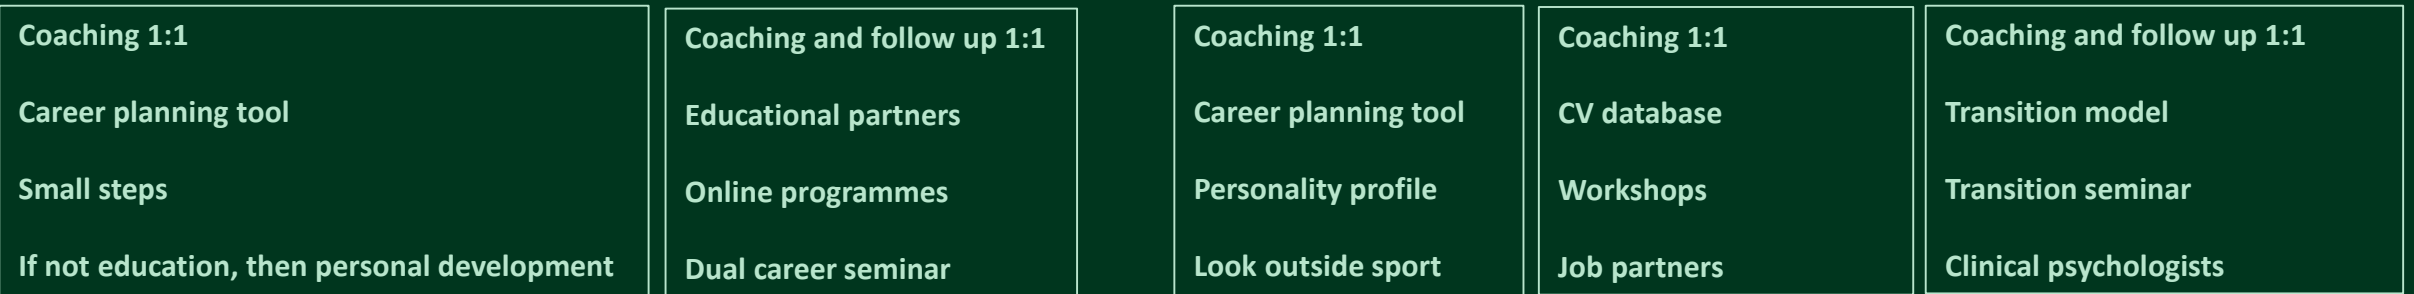 Coaching 1:1
Career planning tool
Small steps
If not education, then personal development
Coaching and follow up 1:1
Educational partners
Online programmes
Dual career seminar
Coaching 1:1
Career planning tool
Personality profile
Look outside sport
Coaching 1:1
CV database
Workshops
Job partners
Coaching and follow up 1:1
Transition model
Transition seminar
Clinical psychologists